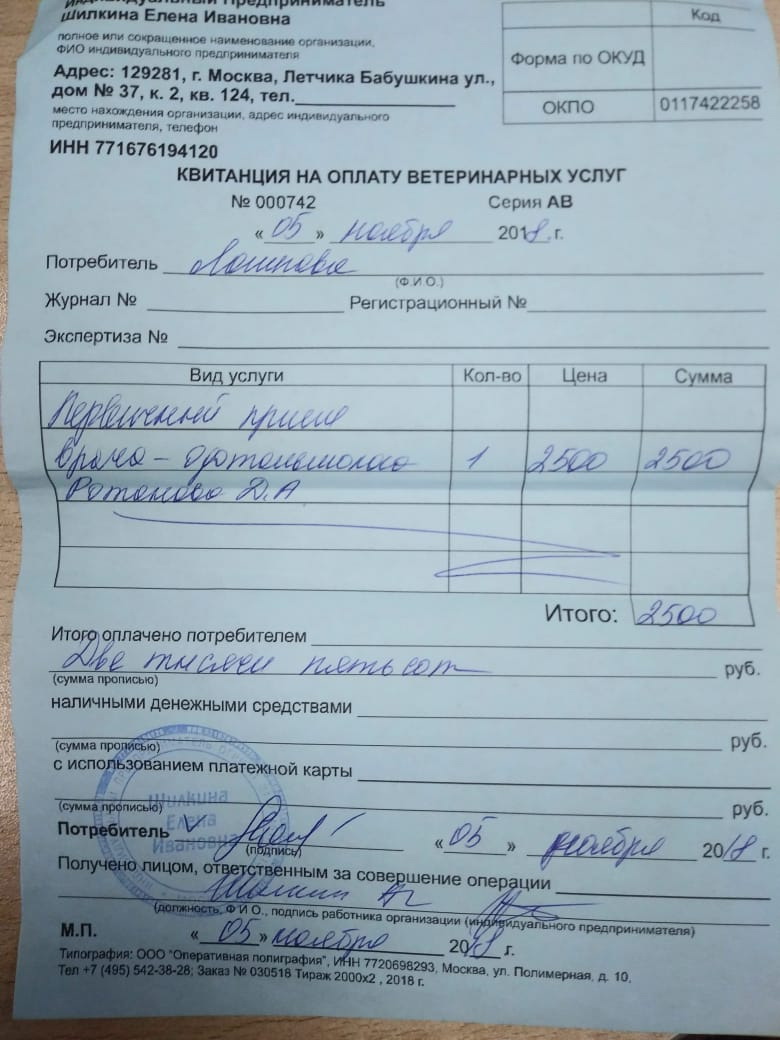 Индивидуальный Предприниматель
Шилкина Елена Ивановна
полное или сокращенное наименование организации,
ФИО индивидуального предпринимателя
Адрес: 129281, г. Москва, Летчика Бабушкина ул.,
дом № 37, к. 2, кв. 124, тел.
место нахождения организации, адрес индивидуального
предпринимателя, телефон
ИНН 771676194120
Код
Форма по ОКУД
ОКПО 0117422258
КВИТАНЦИЯ НА ОПЛАТУ ВЕТЕРИНАРНЫХ УСЛУГ
№ 000742 Серия АВ
« 05 » ноября 2018. г.
Потребитель
(Ф.И.О.)
Журнал № Регистрационный №
Экспертиза №
Вид услуги Кол-во Цена Сумма
Первичный прием
врача - офтальмолога 1 2500 2500
Д.А
Итого: 2500
Итого оплачено потребителем
Две тысячи пятьсот руб.
(сумма прописью)
наличными денежными средствами
руб.
(сумма прописью)
с использованием платежной карты
руб.
(сумма прописью)
Шилкина
Елена
Ивановна
Потребитель « 05 » ноября 2018 г.
(подпись)
Получено лицом, ответственным за совершение операции
(должность, Ф И О., подпись работника организации (индивидуального предпринимателя)
М.П. « 05 » ноября 2018 г.
Типография: ООО "Оперативная полиграфия", ИНН 7720698293, Москва, ул. Полимерная, д. 10,
Тел +7 (495) 542-38-28; Заказ № 030518 Тираж 2000х2 , 2018 г.